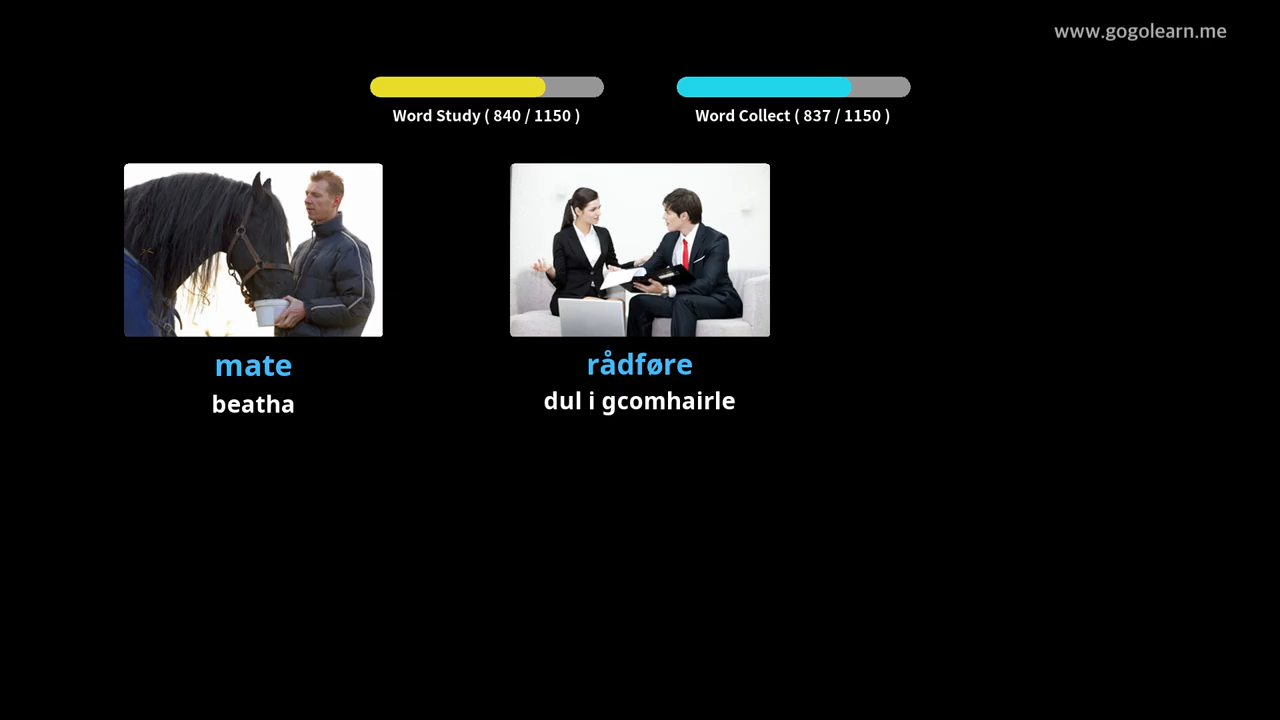 www.gogolearn.me
Word Study ( 840 / 1150 )
Word Collect ( 837 / 1150 )
mate
beatha
rådføre
dul i gcomhairle